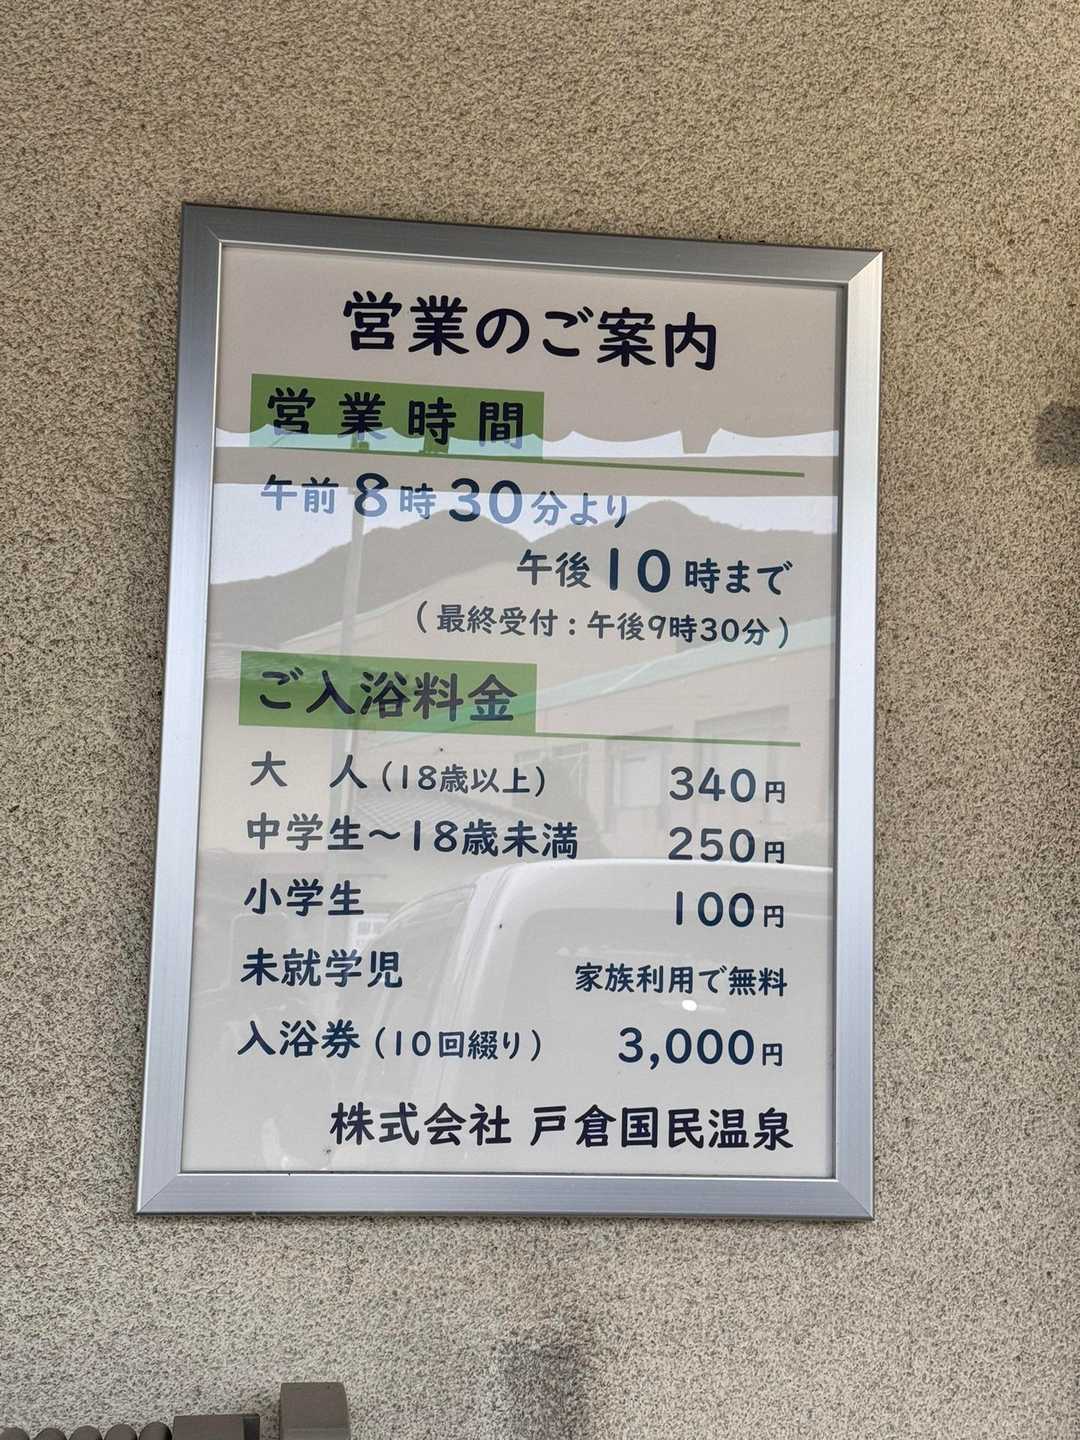 営業のご案内
営業時間
午前8時30分より
午後10時まで
(最終受付:午後9時30分)
ご入浴料金
大 人(18歳以上) 340円
中学生〜18歳未満 250円
小学生 100円
未就学児 家族利用で無料
入浴券(10回綴り) 3,000円
株式会社 戸倉国民温泉